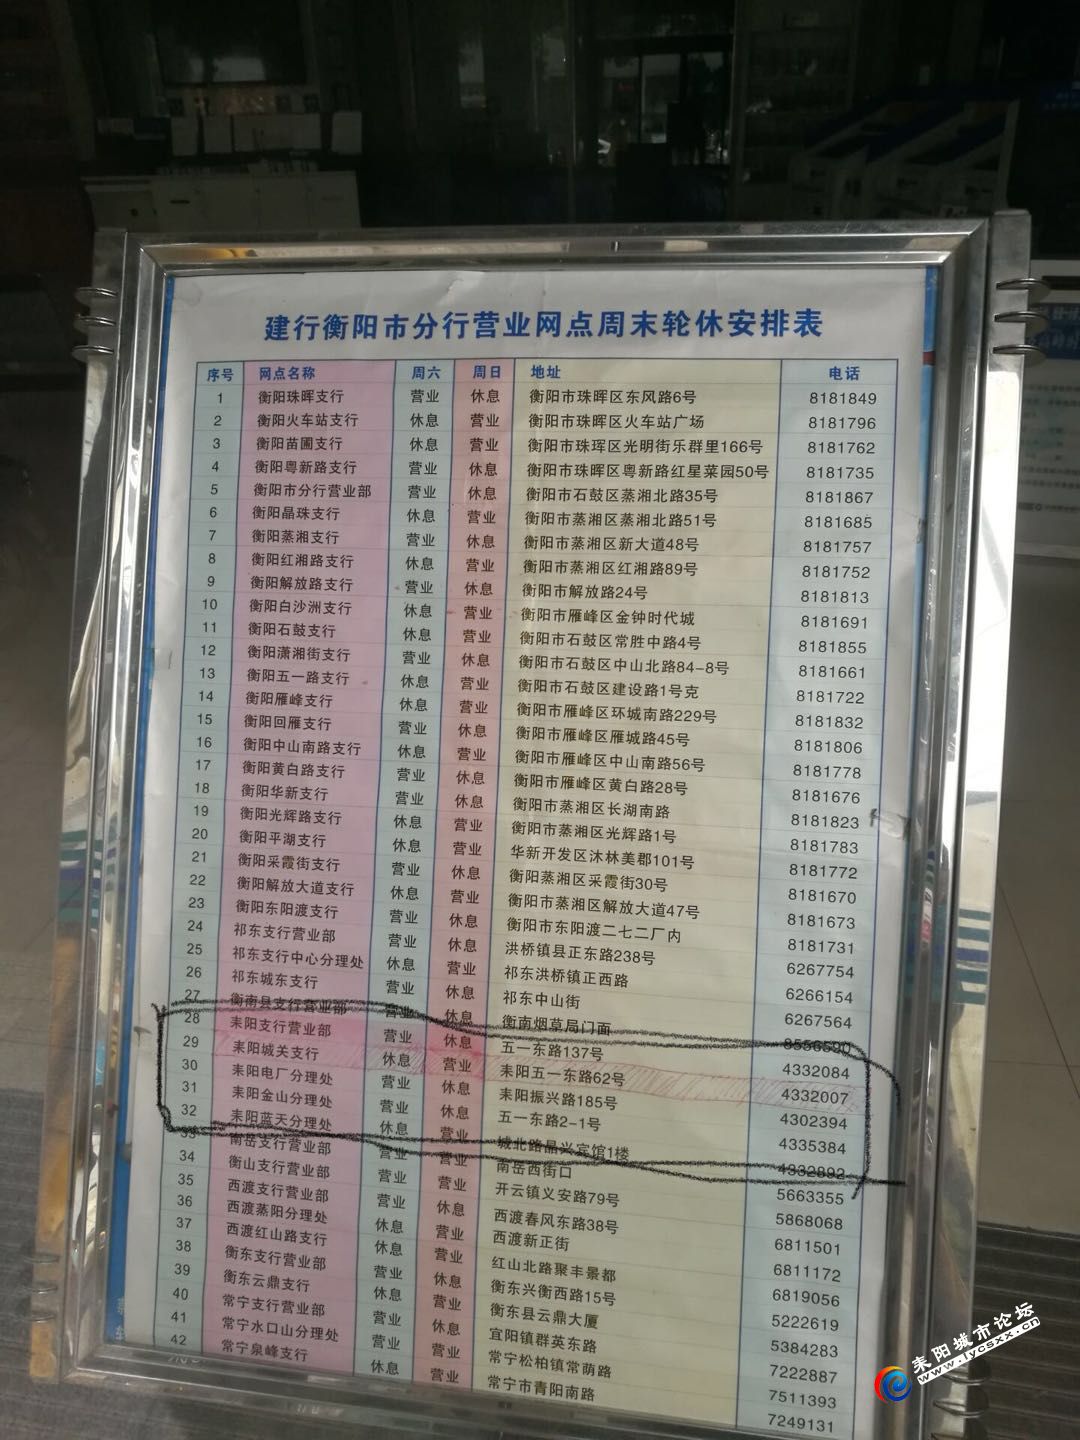 建行衡阳市分行营业网点周末轮休安排表
序号 网点名称 周六 周日 地址 电话
1 衡阳珠晖支行 营业 休息 衡阳市珠晖区东风路6号 8181849
2 衡阳火车站支行 休息 营业 衡阳市珠晖区火车站广场 8181796
3 衡阳苗圃支行 休息 营业 衡阳市珠珲区光明街乐群里166号 8181762
4 衡阳粤新路支行 营业 休息 衡阳市珠晖区粤新路红星菜园50号 8181735
5 衡阳市分行营业部 营业 休息 衡阳市石鼓区蒸湘北路35号 8181867
6 衡阳晶珠支行 休息 营业 衡阳市蒸湘区蒸湘北路51号 8181685
7 衡阳蒸湘支行 营业 休息 衡阳市蒸湘区新大道48号 8181757
8 衡阳红湘路支行 休息 营业 衡阳市蒸湘区红湘路89号 8181752
9 衡阳解放路支行 营业 休息 衡阳市解放路24号 8181813
10 衡阳白沙洲支行 休息 营业 衡阳市雁峰区金钟时代城 8181691
11 衡阳石鼓支行 休息 营业 衡阳市石鼓区常胜中路4号 8181855
12 衡阳潇湘街支行 营业 休息 衡阳市石鼓区中山北路84-8号 8181661
13 衡阳五一路支行 休息 营业 衡阳市石鼓区建设路1号克 8181722
14 衡阳雁峰支行 休息 营业 衡阳市雁峰区环城南路229号 8181832
15 衡阳回雁支行 营业 休息 衡阳市雁峰区雁城路45号 8181806
16 衡阳中山南路支行 休息 营业 衡阳市雁峰区中山南路56号 8181778
17 衡阳黄白路支行 营业 休息 衡阳市雁峰区黄白路28号 8181676
18 衡阳华新支行 营业 休息 衡阳市蒸湘区长湖南路 8181823
19 衡阳光辉路支行 休息 营业 衡阳市蒸湘区光辉路1号 8181783
20 衡阳平湖支行 休息 营业 华新开发区沐林美郡101号 8181772
21 衡阳采霞街支行 营业 休息 衡阳蒸湘区采霞街30号 8181670
22 衡阳解放大道支行 休息 营业 衡阳市蒸湘区解放大道47号 8181673
23 衡阳东阳渡支行 营业 休息 衡阳市东阳渡二七二厂内 8181731
24 祁东支行营业部 营业 休息 洪桥镇县正东路238号 6267754
25 祁东支行中心分理处 休息 营业 祁东洪桥镇正西路 6266154
26 祁东城东支行 营业 休息 祁东中山街 6267564
27 衡南县支行营业部 营业 休息 衡南烟草局门面 8556590
28 耒阳支行营业部 营业 休息 五一东路137号 4332084
29 耒阳城关支行 休息 营业 耒阳五一东路62号 4332007
30 耒阳电厂分理处 营业 休息 耒阳振兴路185号 4302394
31 耒阳金山分理处 营业 休息 五一东路2-1号 4335384
32 耒阳蓝天分理处 休息 营业 城北路晶兴宾馆1楼 4332892
33 南岳支行营业部 营业 营业 南岳西街口 5663355
34 衡山支行营业部 营业 休息 开云镇义安路79号 5868068
35 西渡支行营业部 营业 休息 西渡春风东路38号 6811501
36 西渡蒸阳分理处 休息 营业 西渡新正街 6811172
37 西渡红山路支行 休息 营业 红山北路聚丰景都 6819056
38 衡东支行营业部 营业 休息 衡东兴衡西路15号 5222619
39 衡东云鼎支行 休息 营业 衡东县云鼎大厦 5384283
40 常宁支行营业部 营业 休息 宜阳镇群英东路 7222887
41 常宁水口山分理处 营业 营业 常宁松柏镇常荫路 7511393
42 常宁泉峰支行 休息 营业 常宁市青阳南路 7249131
耒阳城市论坛
www.lycsxx.cn